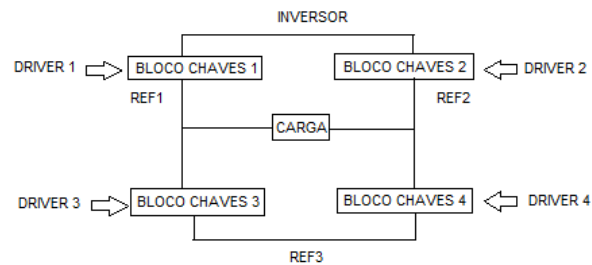 INVERSOR
DRIVER 1
BLOCO CHAVES 1
BLOCO CHAVES 2
DRIVER 2
REF1
REF2
CARGA
DRIVER 3
BLOCO CHAVES 3
BLOCO CHAVES 4
DRIVER 4
REF3